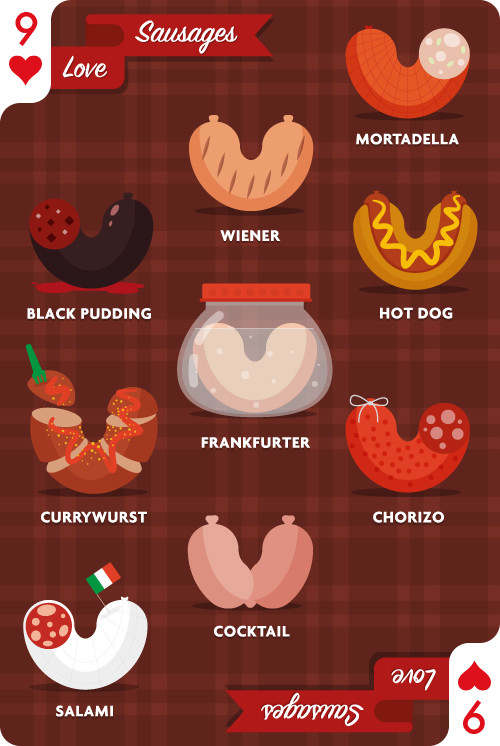 9
Sausages
Love
MORTADELLA
WIENER
BLACK PUDDING
HOT DOG
FRANKFURTER
CURRYWURST
CHORIZO
COCKTAIL
SALAMI
Love
Sausages
9